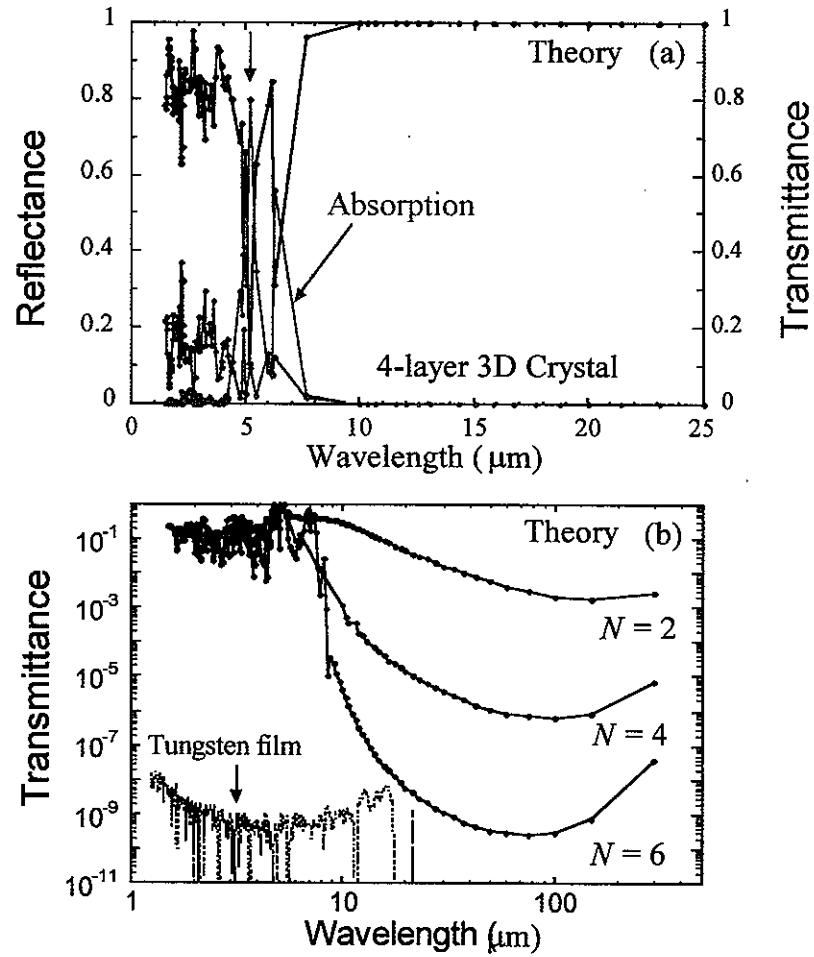 Theory (a)
Reflectance
1
0.8
0.6
0.4
0.2
0
Transmittance
1
0.8
0.6
0.4
0.2
0
Absorption
4-layer 3D Crystal
0 5 10 15 20 25
Wavelength (μm)
Theory (b)
Transmittance
10^-1
10^-3
10^-5
10^-7
10^-9
10^-11
N = 2
N = 4
Tungsten film
N = 6
1 10 100
Wavelength (μm)